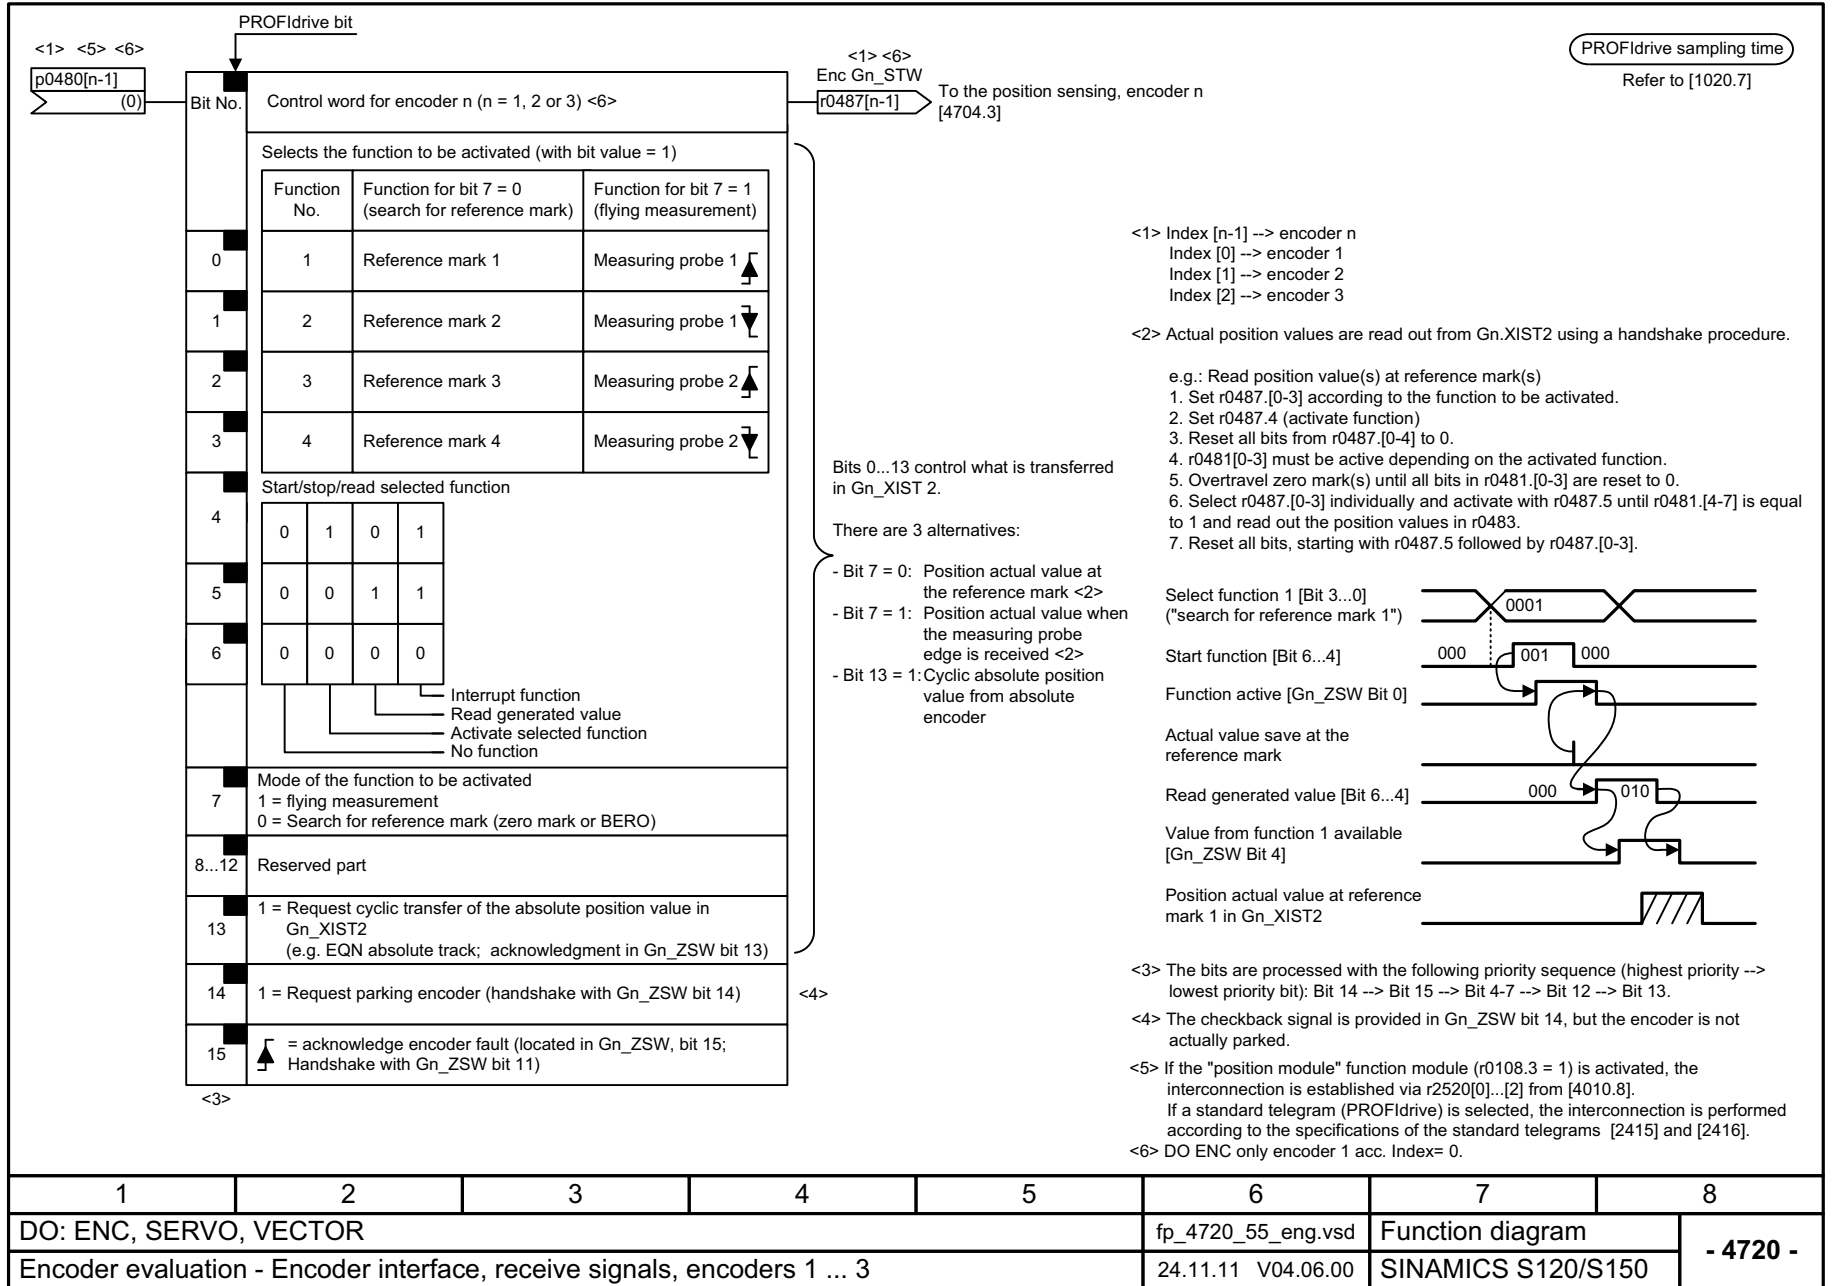 PROFIdrive bit
<1> <5> <6>
p0480[n-1]
(0)
Bit No.
Control word for encoder n (n = 1, 2 or 3) <6>
<1> <6>
Enc Gn_STW
r0487[n-1]
To the position sensing, encoder n
[4704.3]
PROFIdrive sampling time
Refer to [1020.7]
Selects the function to be activated (with bit value = 1)
Function No.
Function for bit 7 = 0
(search for reference mark)
Function for bit 7 = 1
(flying measurement)
0
1
Reference mark 1
Measuring probe 1
1
2
Reference mark 2
Measuring probe 1
2
3
Reference mark 3
Measuring probe 2
3
4
Reference mark 4
Measuring probe 2
Start/stop/read selected function
4
0 1 0 1
5
0 0 1 1
6
0 0 0 0
Interrupt function
Read generated value
Activate selected function
No function
7
Mode of the function to be activated
1 = flying measurement
0 = Search for reference mark (zero mark or BERO)
8...12
Reserved part
13
1 = Request cyclic transfer of the absolute position value in
Gn_XIST2
(e.g. EQN absolute track; acknowledgment in Gn_ZSW bit 13)
14
1 = Request parking encoder (handshake with Gn_ZSW bit 14)
<4>
15
= acknowledge encoder fault (located in Gn_ZSW, bit 15;
Handshake with Gn_ZSW bit 11)
<3>
Bits 0...13 control what is transferred
in Gn_XIST 2.
There are 3 alternatives:
- Bit 7 = 0: Position actual value at
the reference mark <2>
- Bit 7 = 1: Position actual value when
the measuring probe
edge is received <2>
- Bit 13 = 1: Cyclic absolute position
value from absolute
encoder
<1> Index [n-1] --> encoder n
Index [0] --> encoder 1
Index [1] --> encoder 2
Index [2] --> encoder 3
<2> Actual position values are read out from Gn.XIST2 using a handshake procedure.
e.g.: Read position value(s) at reference mark(s)
1. Set r0487.[0-3] according to the function to be activated.
2. Set r0487.4 (activate function)
3. Reset all bits from r0487.[0-4] to 0.
4. r0481[0-3] must be active depending on the activated function.
5. Overtravel zero mark(s) until all bits in r0481.[0-3] are reset to 0.
6. Select r0487.[0-3] individually and activate with r0487.5 until r0481.[4-7] is equal
to 1 and read out the position values in r0483.
7. Reset all bits, starting with r0487.5 followed by r0487.[0-3].
Select function 1 [Bit 3...0]
("search for reference mark 1")
0001
Start function [Bit 6...4]
000 001 000
Function active [Gn_ZSW Bit 0]
Actual value save at the
reference mark
Read generated value [Bit 6...4]
000 010
Value from function 1 available
[Gn_ZSW Bit 4]
Position actual value at reference
mark 1 in Gn_XIST2
<3> The bits are processed with the following priority sequence (highest priority -->
lowest priority bit): Bit 14 --> Bit 15 --> Bit 4-7 --> Bit 12 --> Bit 13.
<4> The checkback signal is provided in Gn_ZSW bit 14, but the encoder is not
actually parked.
<5> If the "position module" function module (r0108.3 = 1) is activated, the
interconnection is established via r2520[0]...[2] from [4010.8].
If a standard telegram (PROFIdrive) is selected, the interconnection is performed
according to the specifications of the standard telegrams [2415] and [2416].
<6> DO ENC only encoder 1 acc. Index= 0.
1 2 3 4 5 6 7 8
DO: ENC, SERVO, VECTOR
fp_4720_55_eng.vsd
Function diagram
- 4720 -
Encoder evaluation - Encoder interface, receive signals, encoders 1 ... 3
24.11.11 V04.06.00
SINAMICS S120/S150